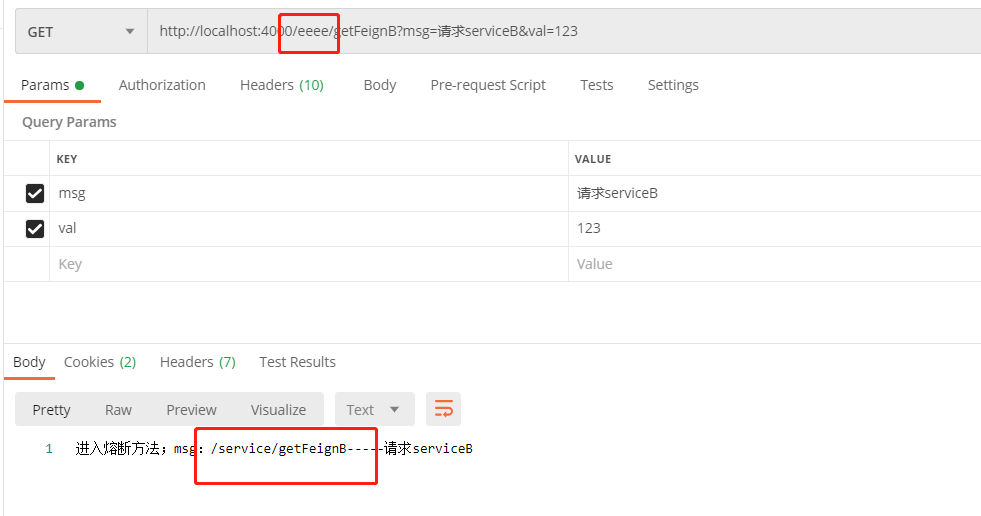 GET http://localhost:4000/eeee/getFeignB?msg=请求serviceB&val=123
Params Authorization Headers (10) Body Pre-request Script Tests Settings
Query Params
KEY VALUE
msg 请求serviceB
val 123
Key Value
Body Cookies (2) Headers (7) Test Results
Pretty Raw Preview Visualize Text
1 进入熔断方法；msg：/service/getFeignB-----请求serviceB